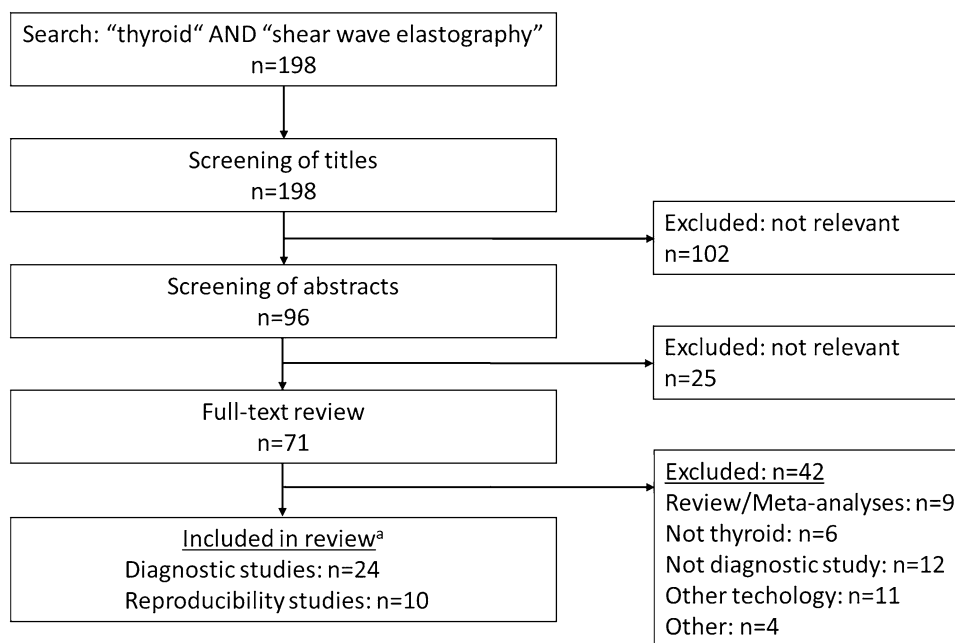 Search: “thyroid“ AND “shear wave elastography”
n=198
Screening of titles
n=198
Excluded: not relevant
n=102
Screening of abstracts
n=96
Excluded: not relevant
n=25
Full-text review
n=71
Excluded: n=42
Review/Meta-analyses: n=9
Not thyroid: n=6
Not diagnostic study: n=12
Other techology: n=11
Other: n=4
Included in reviewᵃ
Diagnostic studies: n=24
Reproducibility studies: n=10